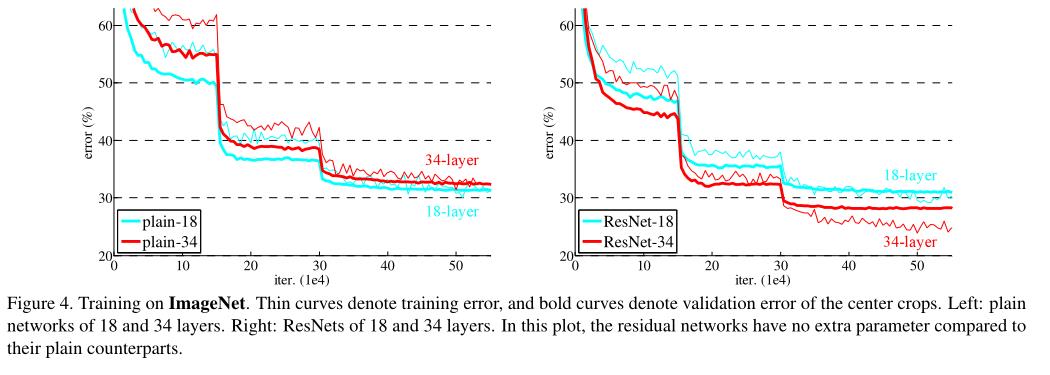 60
50
40
30
20
error (%)
0
10
20
30
40
50
iter. (1e4)
34-layer
18-layer
plain-18
plain-34
60
50
40
30
20
error (%)
0
10
20
30
40
50
iter. (1e4)
18-layer
34-layer
ResNet-18
ResNet-34
Figure 4. Training on ImageNet. Thin curves denote training error, and bold curves denote validation error of the center crops. Left: plain
networks of 18 and 34 layers. Right: ResNets of 18 and 34 layers. In this plot, the residual networks have no extra parameter compared to
their plain counterparts.